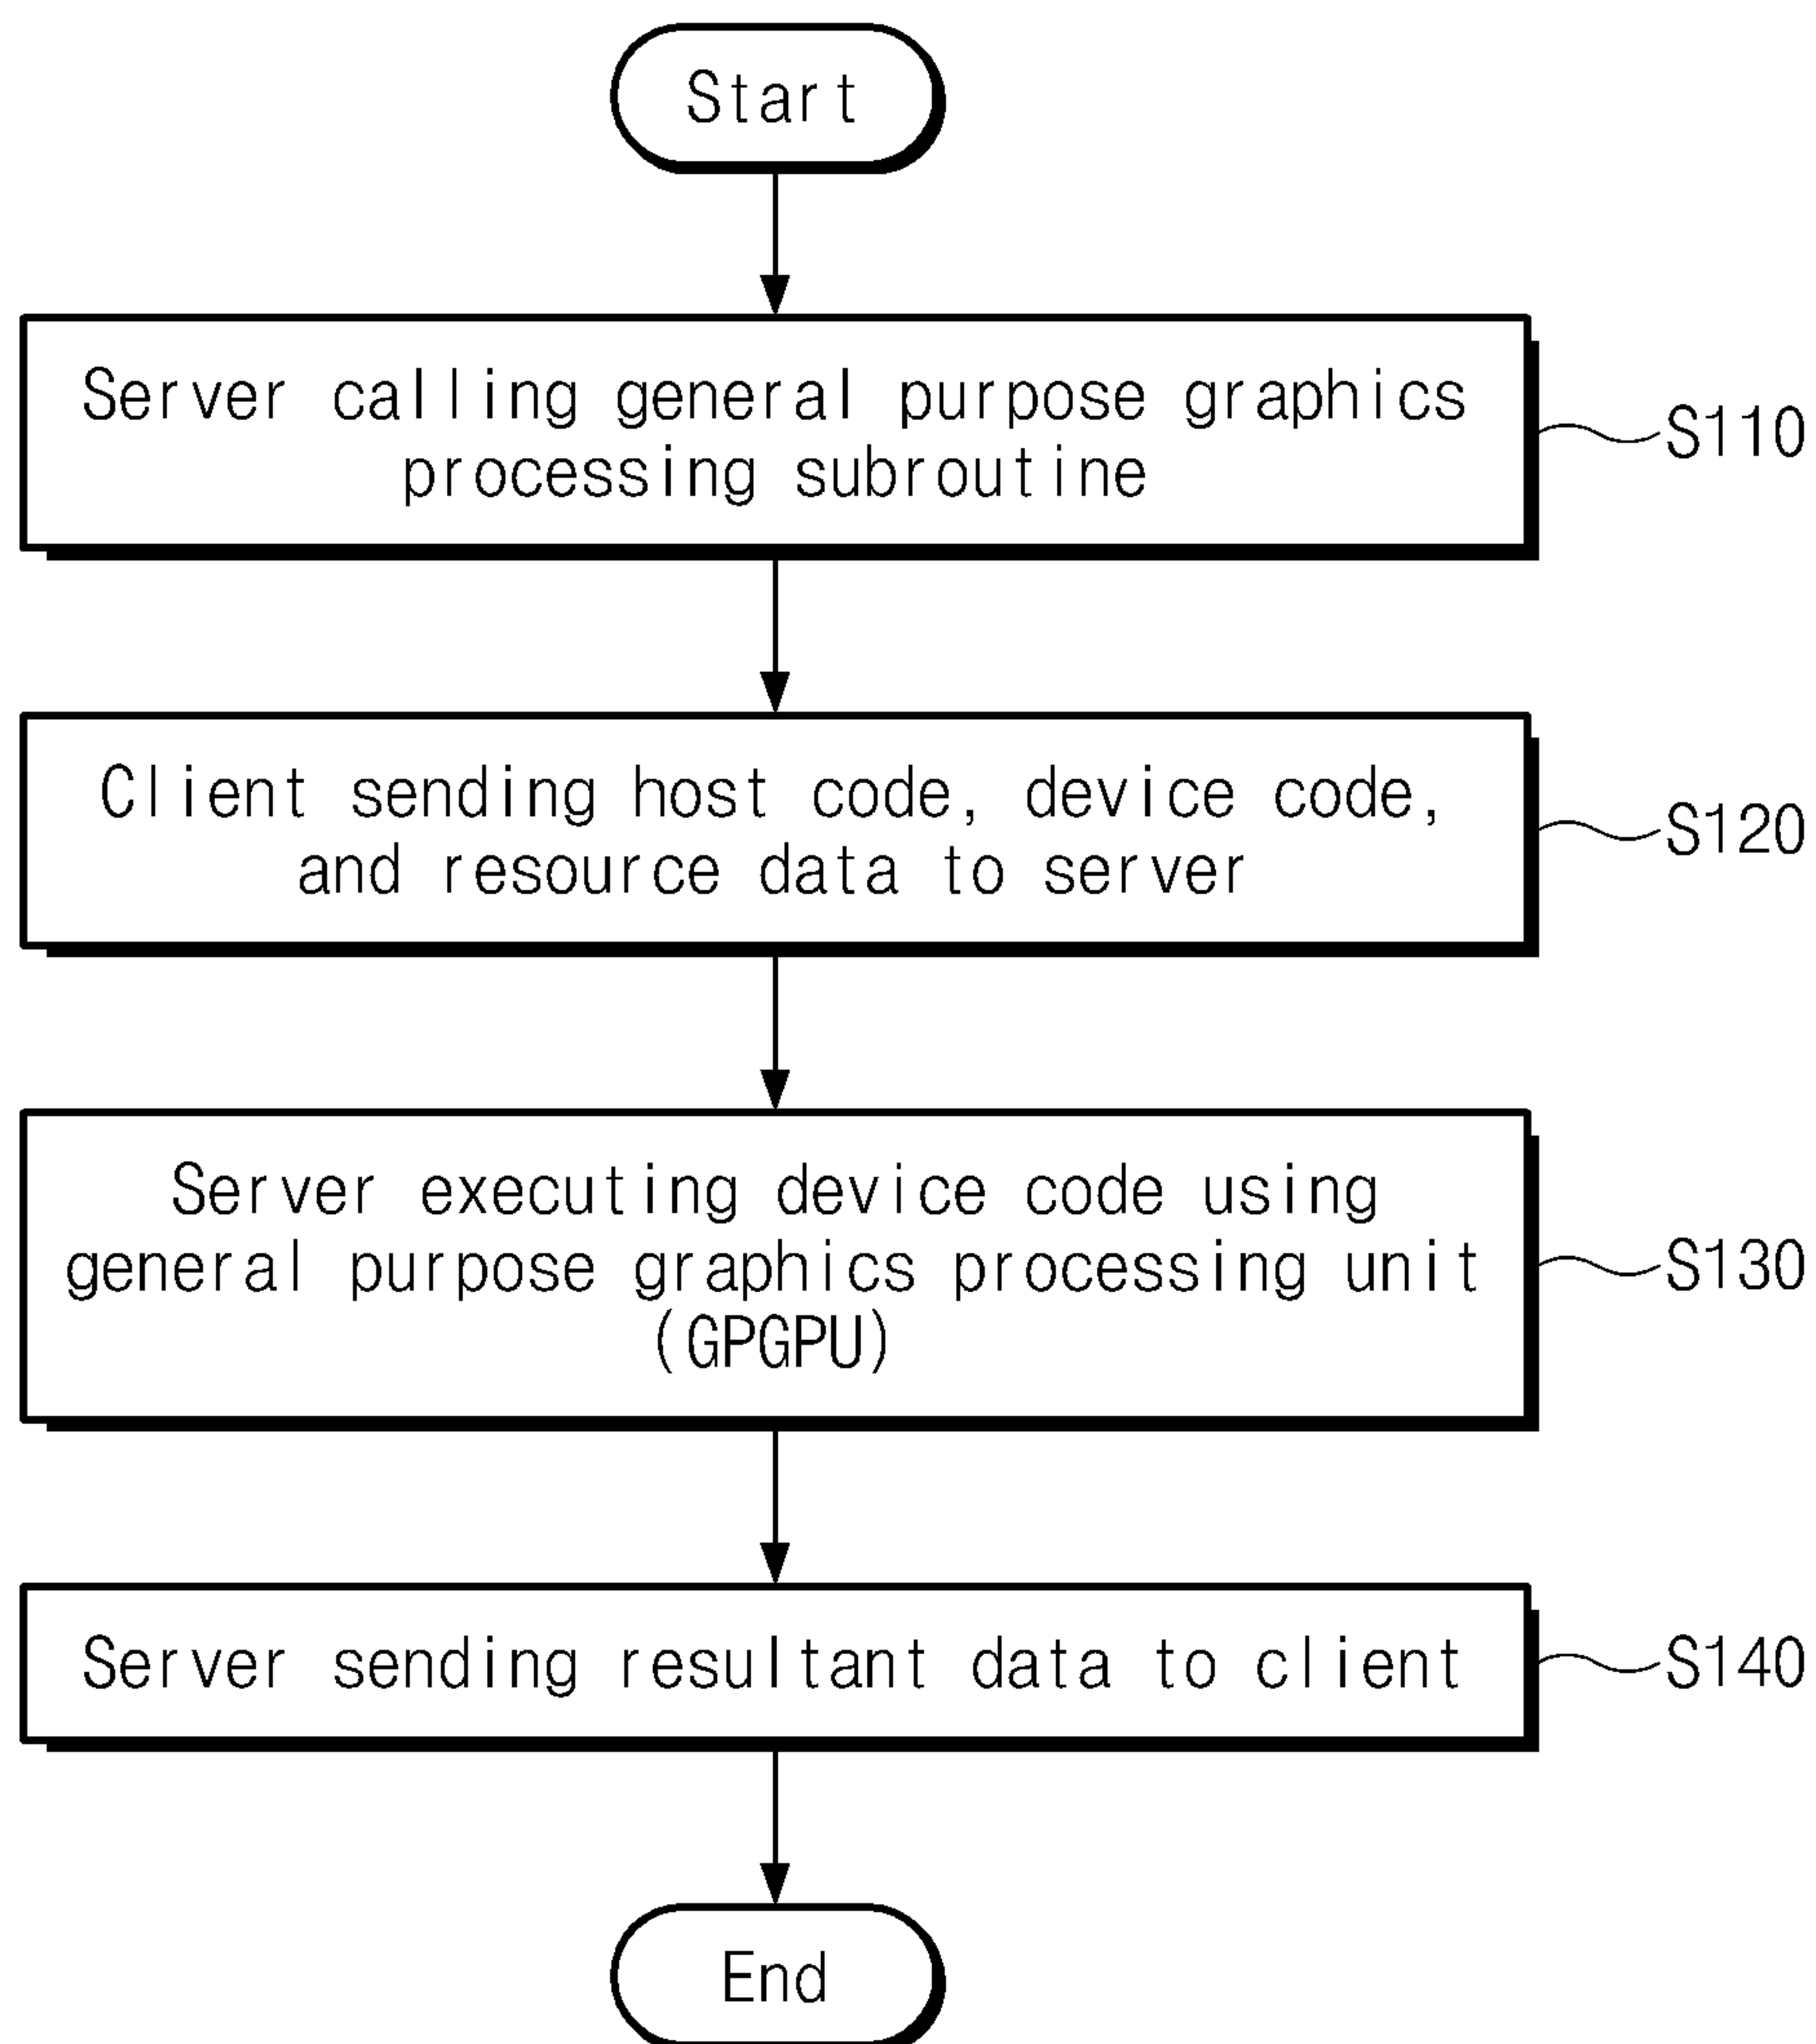 Start
Server calling general purpose graphics
processing subroutine
S110
Client sending host code, device code,
and resource data to server
S120
Server executing device code using
general purpose graphics processing unit
(GPGPU)
S130
Server sending resultant data to client
S140
End